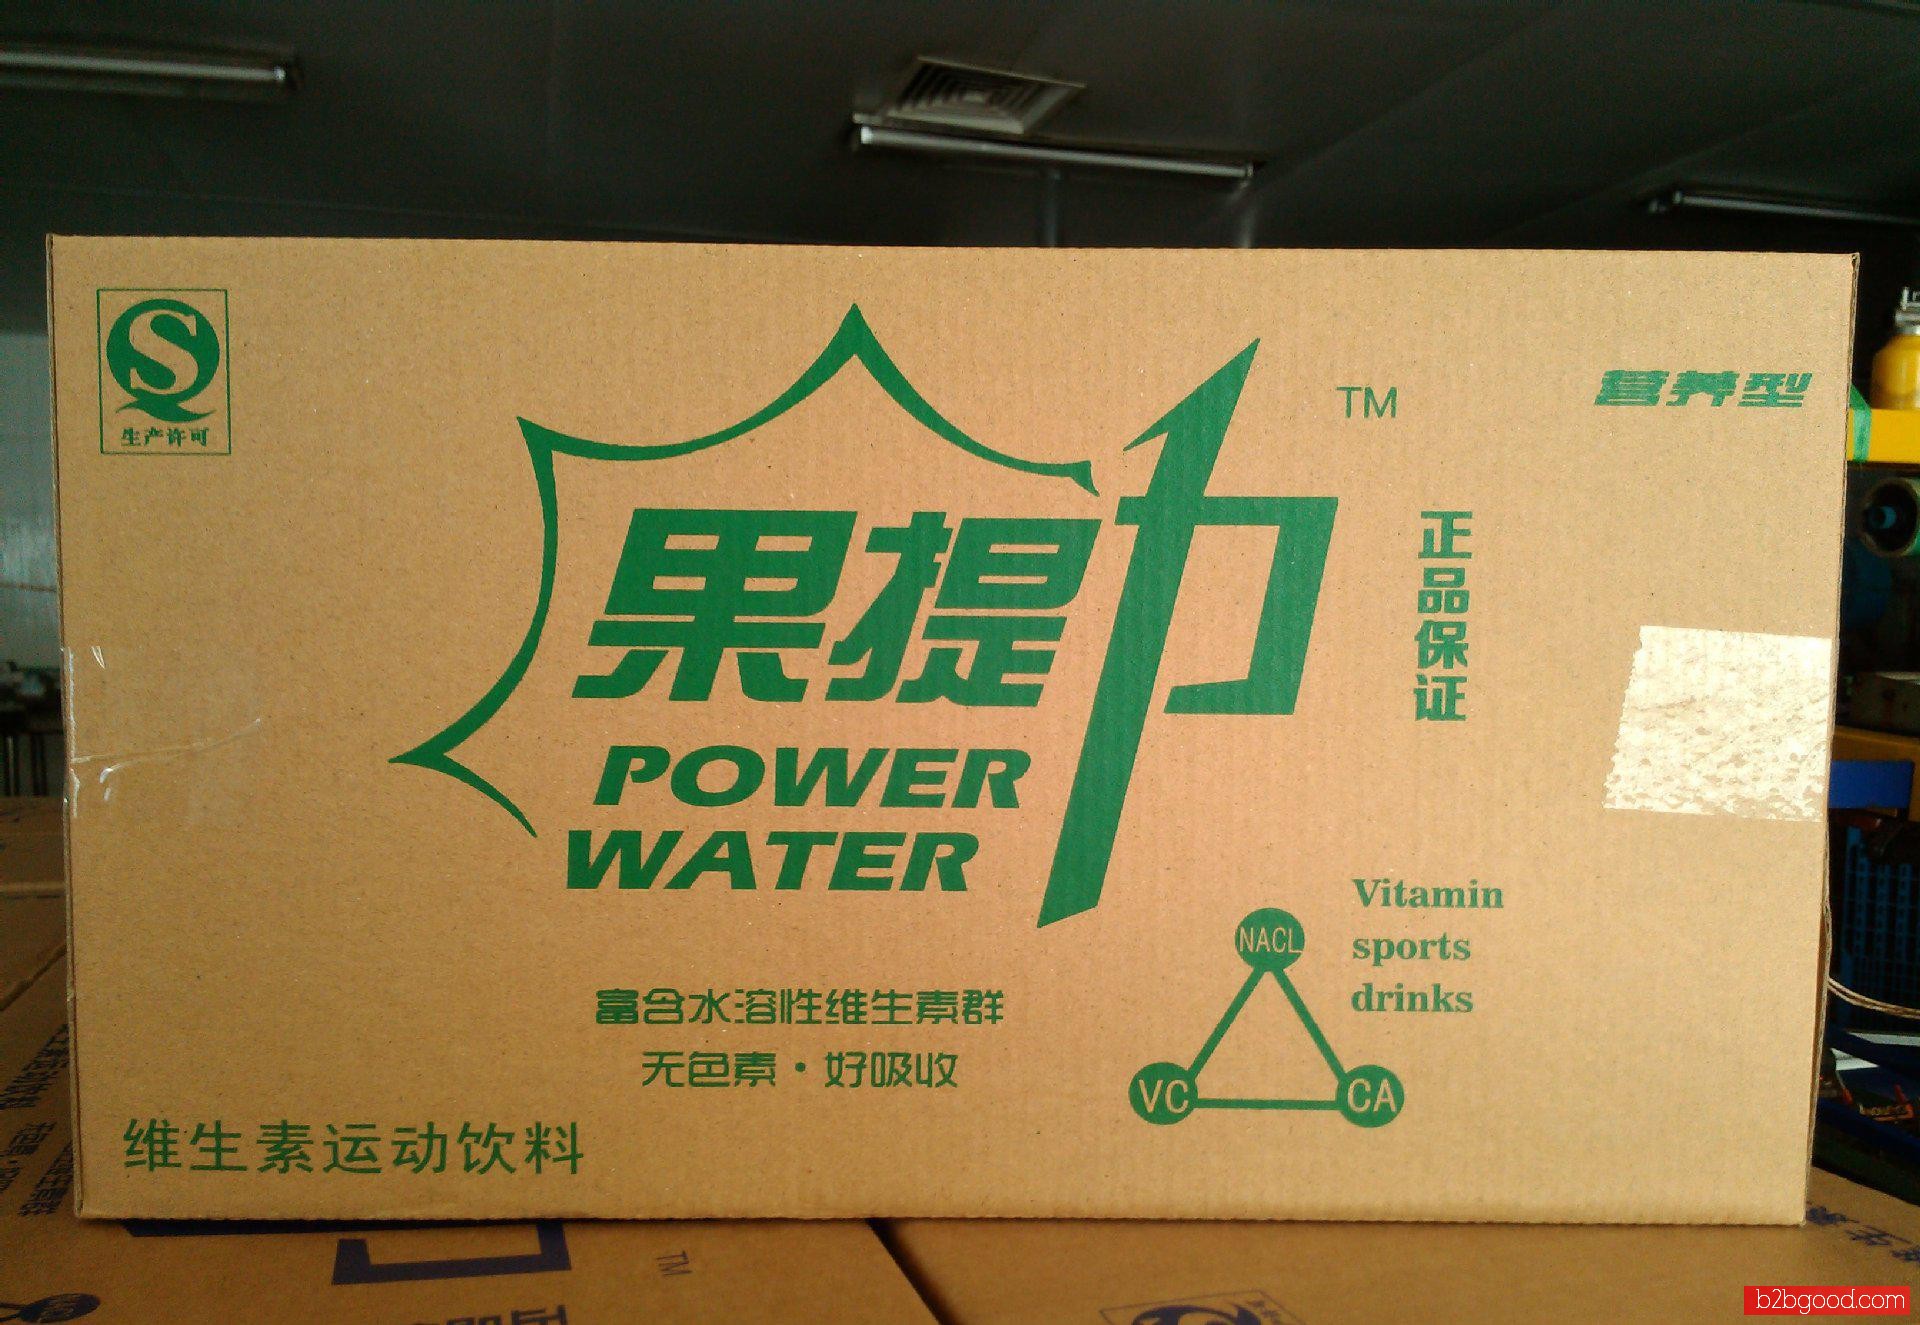 生产许可
TM
营养型
果提力
正品保证
POWER
WATER
Vitamin
sports
drinks
NACL
VC
CA
富含水溶性维生素群
无色素·好吸收
维生素运动饮料
TM
b2bgood.com